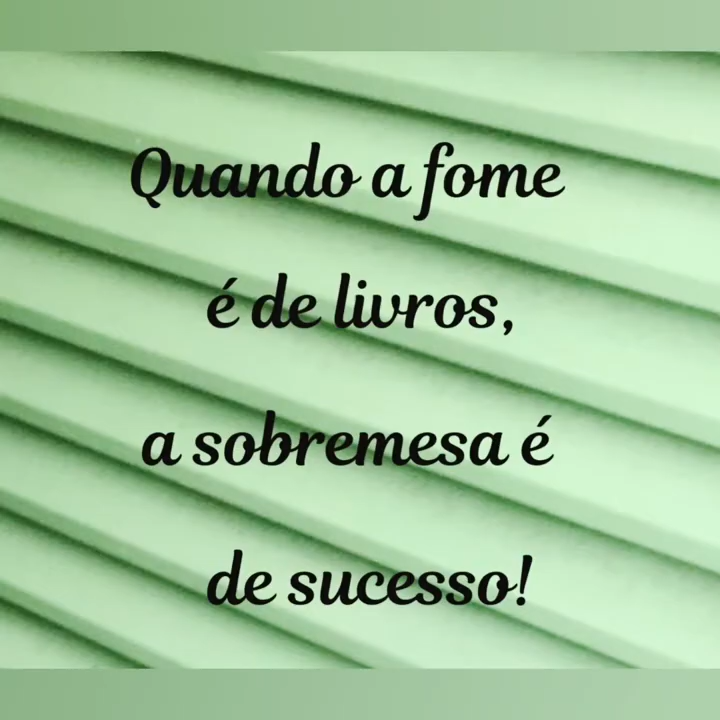 Quando a fome
é de livros,
a sobremesa é
de sucesso!